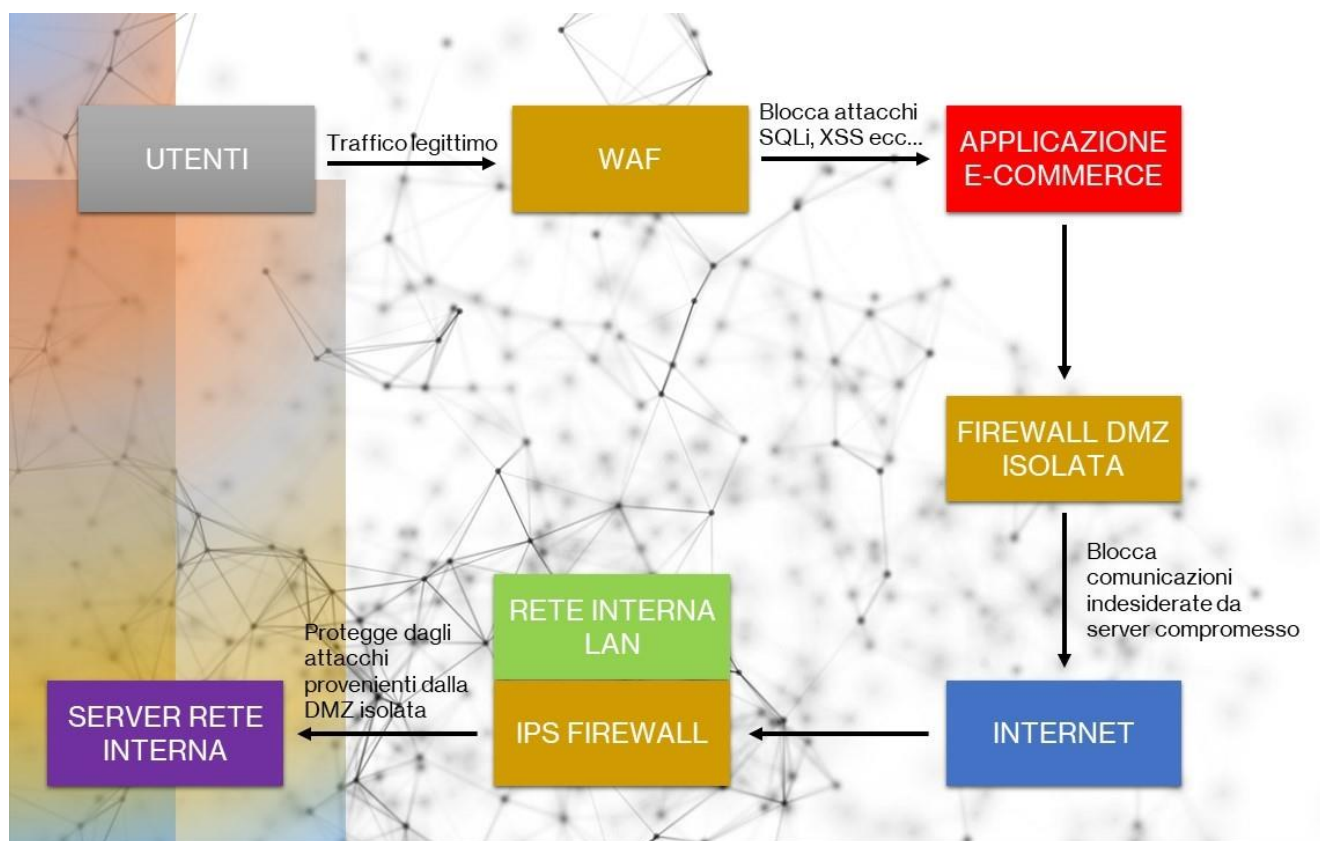 UTENTI
Traffico legittimo
WAF
Blocca attacchi
SQLi, XSS ecc...
APPLICAZIONE
E-COMMERCE
FIREWALL DMZ
ISOLATA
Blocca
comunicazioni
indesiderate da
server compromesso
INTERNET
RETE INTERNA
LAN
IPS FIREWALL
Protegge dagli
attacchi
provenienti dalla
DMZ isolata
SERVER RETE
INTERNA